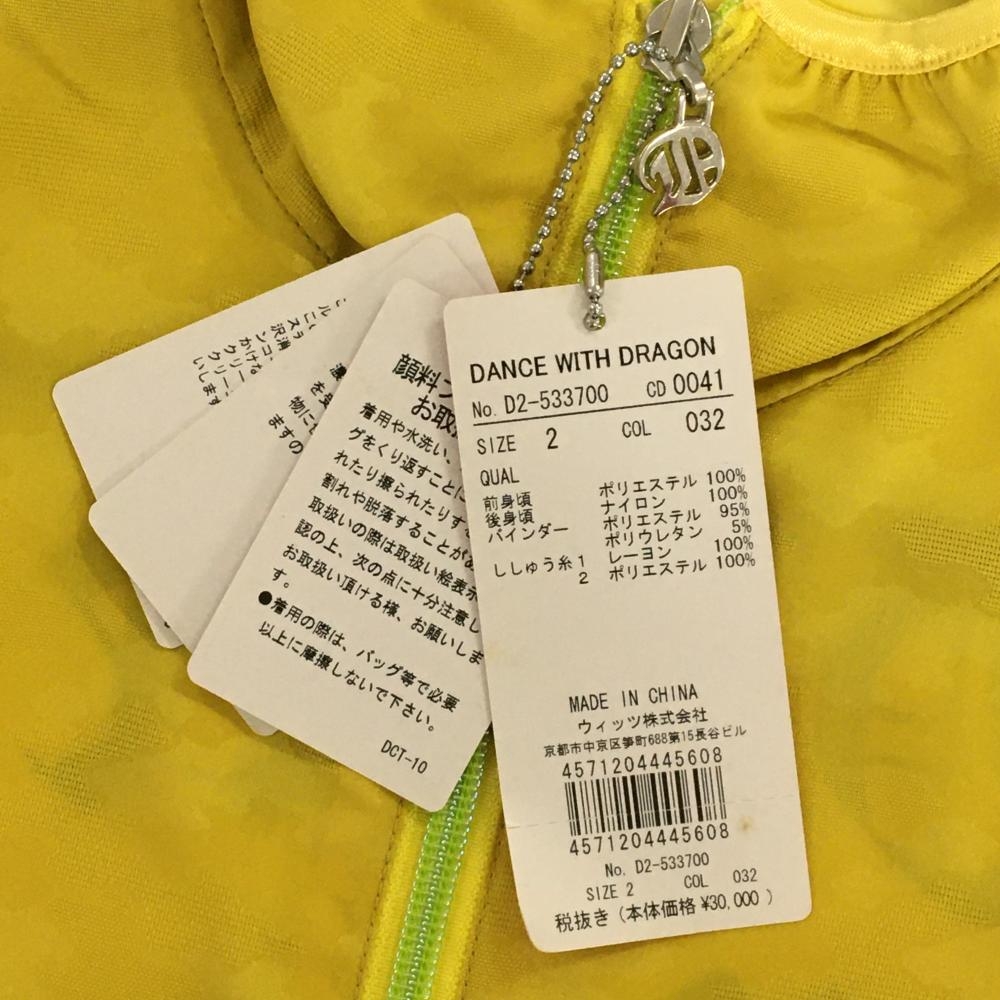 DANCE WITH DRAGON
No. D2-533700 CD 0041
SIZE 2 COL 032
QUAL
前身頃 ポリエステル 100%
後身頃 ナイロン 100%
バインダー ポリエステル 95%
ポリウレタン 5%
ししゅう糸 1 レーヨン 100%
2 ポリエステル 100%
MADE IN CHINA
ウィッツ株式会社
京都市中京区笋町688第15長谷ビル
4571204445608
4571204445608
No. D2-533700
SIZE 2 COL 032
税抜き (本体価格 ¥30,000 )
顔料
お取
着用や水洗い、
グをくり返すことに
れたり擦られたりす
割れや脱落することが
取扱いの際は取扱い絵表示
認の上、次の点に十分注意し
お取扱い頂ける様、お願いしま
す。
●着用の際は、バッグ等で必要
以上に摩擦しないで下さい。
DCT-10
物に
ますの